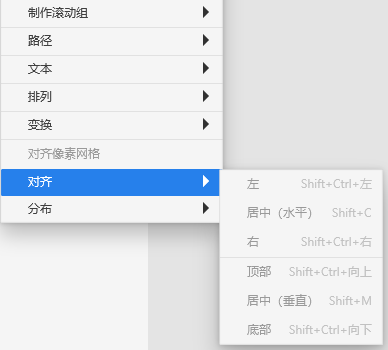 制作滚动组
路径
文本
排列
变换
对齐像素网格
对齐
分布
左 Shift+Ctrl+左
居中（水平） Shift+C
右 Shift+Ctrl+右
顶部 Shift+Ctrl+向上
居中（垂直） Shift+M
底部 Shift+Ctrl+向下